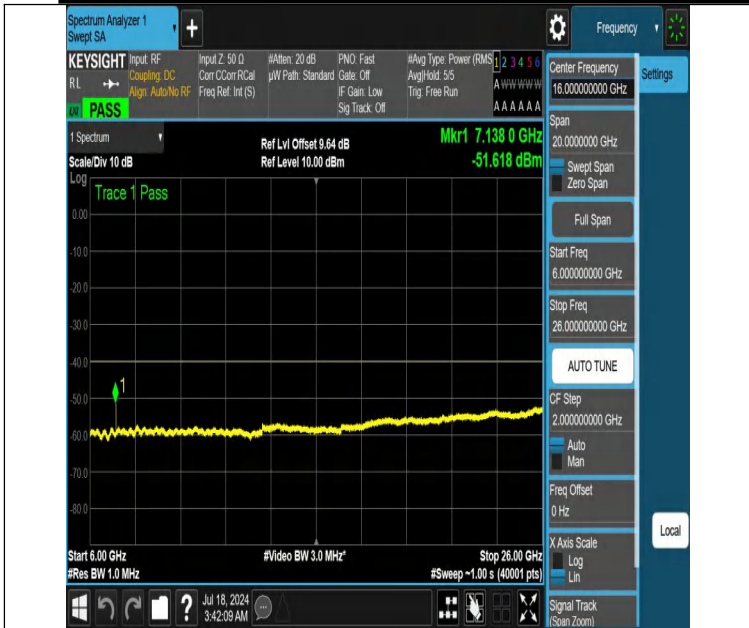 Spectrum Analyzer 1
Swept SA
+
Frequency
KEYSIGHT
RL
LXI
PASS
Input: RF
Coupling: DC
Align: Auto/No RF
Input Z: 50 Ω
Corr CCorr RCal
Freq Ref: Int (S)
#Atten: 20 dB
µW Path: Standard
PNO: Fast
Gate: Off
IF Gain: Low
Sig Track: Off
#Avg Type: Power (RMS
Avg|Hold: 5/5
Trig: Free Run
1 2 3 4 5 6
A W W W W W
A A A A A A
1 Spectrum
Scale/Div 10 dB
Ref Lvl Offset 9.64 dB
Ref Level 10.00 dBm
Mkr1 7.138 0 GHz
-51.618 dBm
Log
Trace 1 Pass
0.00
-10.0
-20.0
-30.0
-40.0
-50.0
-60.0
-70.0
-80.0
1
Start 6.00 GHz
#Res BW 1.0 MHz
#Video BW 3.0 MHz*
Stop 26.00 GHz
#Sweep ~1.00 s (40001 pts)
?
Jul 18, 2024
3:42:09 AM
Center Frequency
16.000000000 GHz
Settings
Span
20.0000000 GHz
Swept Span
Zero Span
Full Span
Start Freq
6.000000000 GHz
Stop Freq
26.000000000 GHz
AUTO TUNE
CF Step
2.000000000 GHz
Auto
Man
Freq Offset
0 Hz
Local
X Axis Scale
Log
Lin
Signal Track
(Span Zoom)